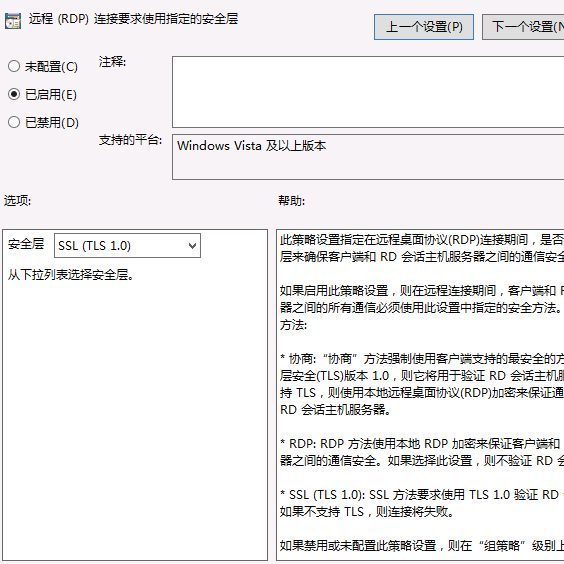 远程 (RDP) 连接要求使用指定的安全层
上一个设置(P)
下一个设置(N
未配置(C)
注释:
已启用(E)
已禁用(D)
支持的平台:
Windows Vista 及以上版本
选项:
帮助:
安全层
SSL (TLS 1.0)
从下拉列表选择安全层。
此策略设置指定在远程桌面协议(RDP)连接期间，是否
层来确保客户端和 RD 会话主机服务器之间的通信安全
如果启用此策略设置，则在远程连接期间，客户端和 R
器之间的所有通信必须使用此设置中指定的安全方法。
方法:
* 协商:“协商”方法强制使用客户端支持的最安全的方
层安全(TLS)版本 1.0，则它将用于验证 RD 会话主机服
持 TLS，则使用本地远程桌面协议(RDP)加密来保证通
RD 会话主机服务器。
* RDP: RDP 方法使用本地 RDP 加密来保证客户端和
器之间的通信安全。如果选择此设置，则不验证 RD 会
* SSL (TLS 1.0): SSL 方法要求使用 TLS 1.0 验证 RD
如果不支持 TLS，则连接将失败。
如果禁用或未配置此策略设置，则在“组策略”级别上